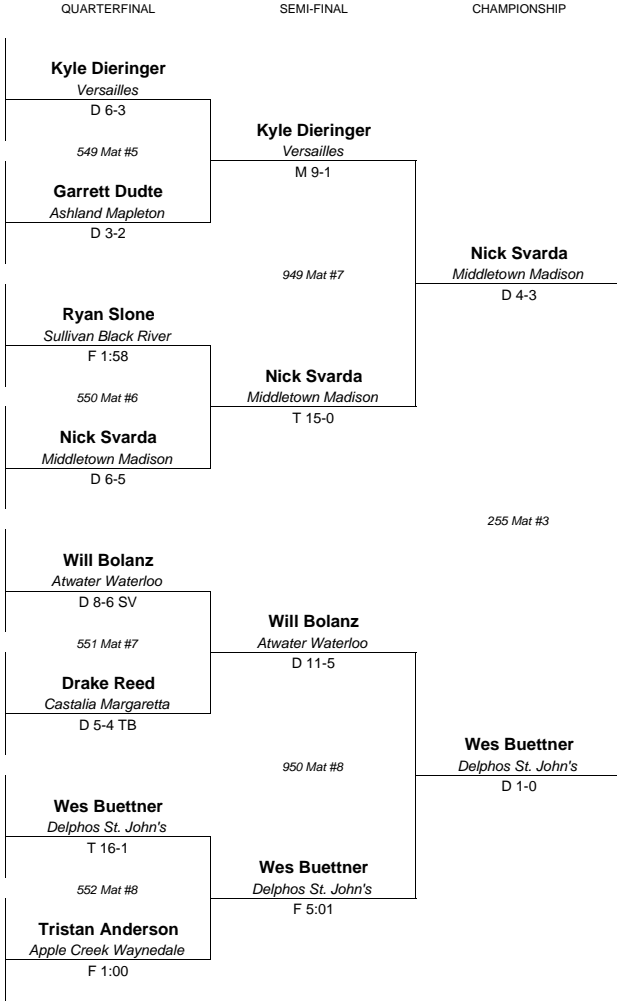 QUARTERFINAL
SEMI-FINAL
CHAMPIONSHIP
Kyle Dieringer
Versailles
D 6-3
549 Mat #5
Garrett Dudte
Ashland Mapleton
D 3-2
Ryan Slone
Sullivan Black River
F 1:58
550 Mat #6
Nick Svarda
Middletown Madison
D 6-5
Will Bolanz
Atwater Waterloo
D 8-6 SV
551 Mat #7
Drake Reed
Castalia Margaretta
D 5-4 TB
Wes Buettner
Delphos St. John's
T 16-1
552 Mat #8
Tristan Anderson
Apple Creek Waynedale
F 1:00
Kyle Dieringer
Versailles
M 9-1
949 Mat #7
Nick Svarda
Middletown Madison
T 15-0
Will Bolanz
Atwater Waterloo
D 11-5
950 Mat #8
Wes Buettner
Delphos St. John's
F 5:01
Nick Svarda
Middletown Madison
D 4-3
255 Mat #3
Wes Buettner
Delphos St. John's
D 1-0